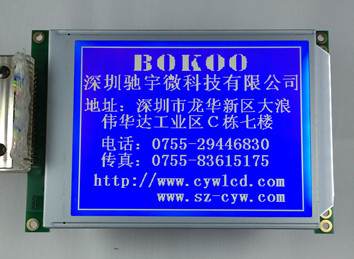 BOKOO
深圳驰宇微科技有限公司
地址：深圳市龙华新区大浪
伟华达工业区C栋七楼
电话：0755-29446830
传真：0755-83615175
http://www.cywlcd.com
www.sz-cyw.com